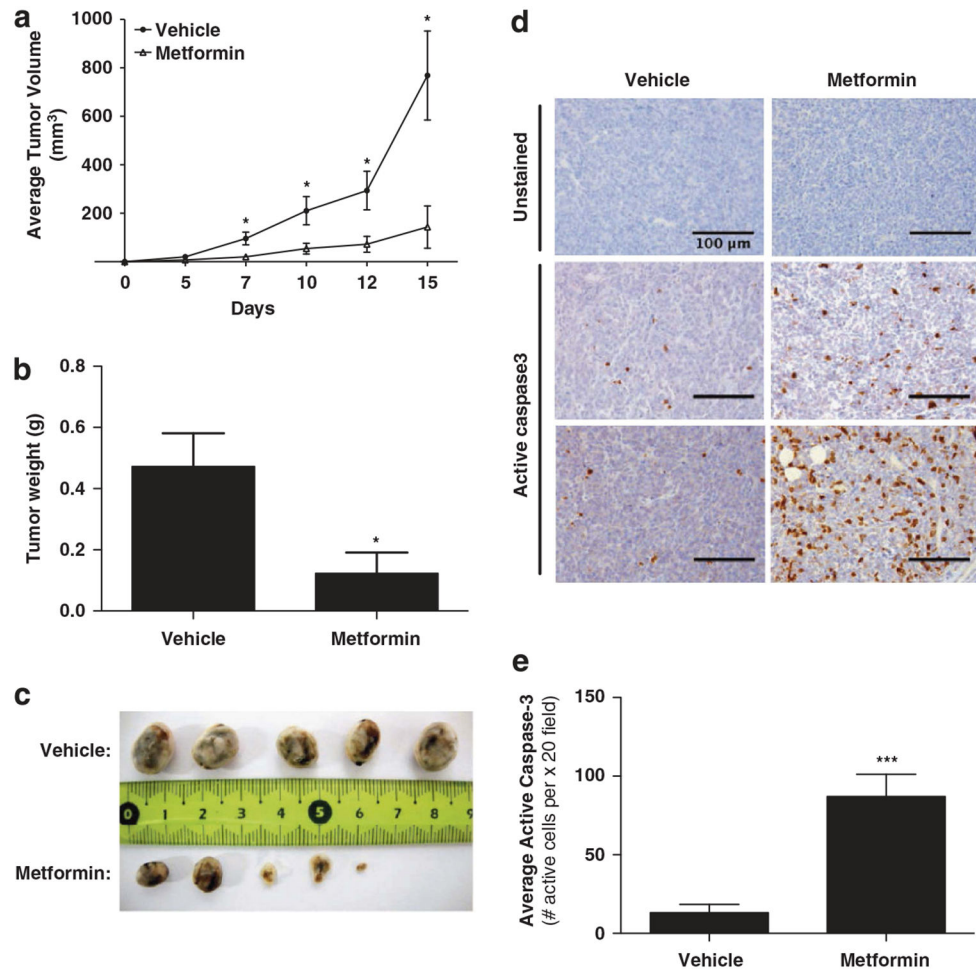 a
Average Tumor Volume
(mm³)
1000
800
600
400
200
Vehicle
Metformin
*
*
*
*
0 5 7 10 12 15
Days
b
Tumor weight (g)
0.8
0.6
0.4
0.2
0.0
*
Vehicle Metformin
c
Vehicle:
0 1 2 3 4 5 6 7 8 9
Metformin:
d
Vehicle Metformin
Unstained
100 µm
Active caspase3
e
Average Active Caspase-3
(# active cells per x 20 field)
150
100
50
0
***
Vehicle Metformin